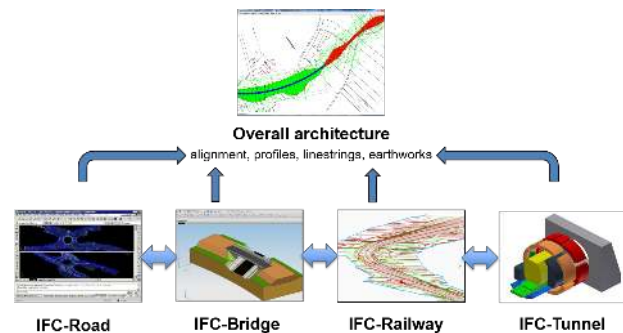 Overall architecture
alignment, profiles, linestrings, earthworks
IFC-Road
IFC-Bridge
IFC-Railway
IFC-Tunnel